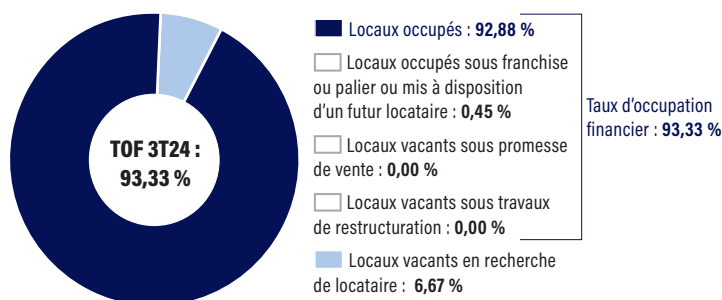 TOF 3T24 :
93,33 %
Locaux occupés : 92,88 %
Locaux occupés sous franchise
ou palier ou mis à disposition
d'un futur locataire : 0,45 %
Locaux vacants sous promesse
de vente : 0,00 %
Locaux vacants sous travaux
de restructuration : 0,00 %
Locaux vacants en recherche
de locataire : 6,67 %
Taux d'occupation
financier : 93,33 %